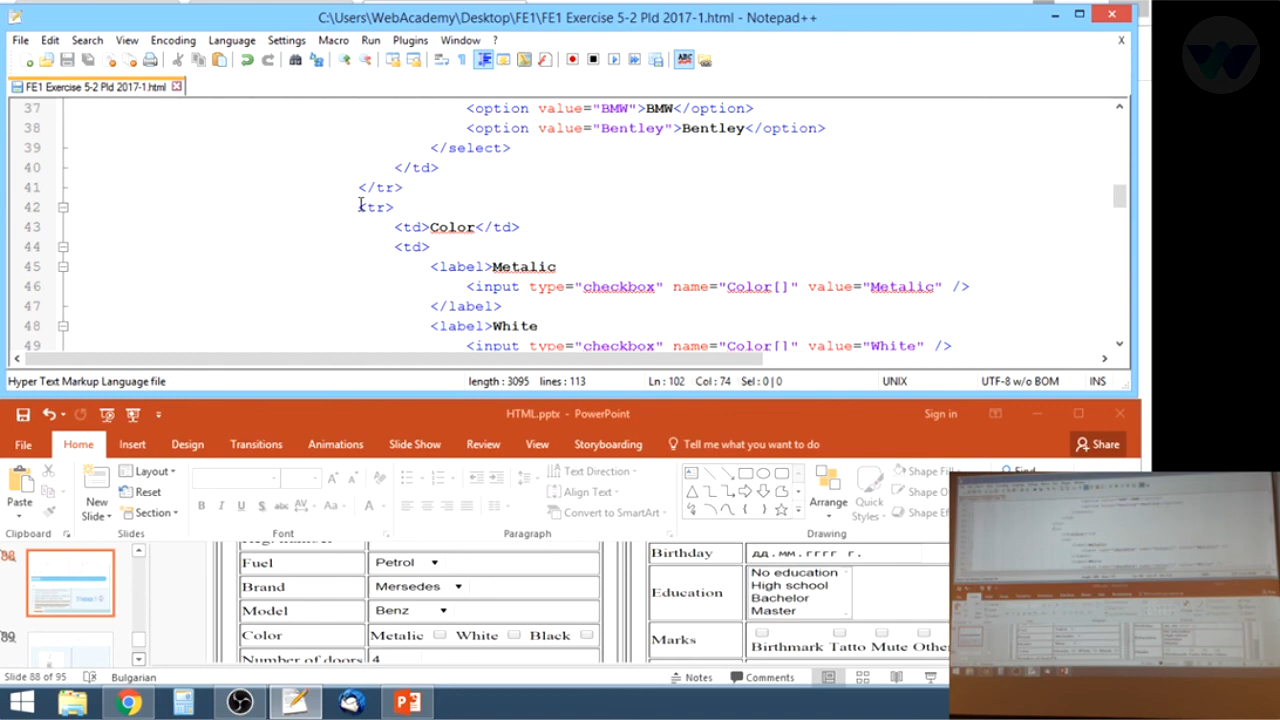 C:\Users\WebAcademy\Desktop\FE1\FE1 Exercise 5-2 Pld 2017-1.html - Notepad++
File Edit Search View Encoding Language Settings Macro Run Plugins Window ? X
FE1 Exercise 5-2 Pld 2017-1.html
37 <option value="BMW">BMW</option>
38 <option value="Bentley">Bentley</option>
39 </select>
40 </td>
41 </tr>
42 <tr>
43 <td>Color</td>
44 <td>
45 <label>Metalic
46 <input type="checkbox" name="Color[]" value="Metalic" />
47 </label>
48 <label>White
49 <input type="checkbox" name="Color[]" value="White" />
Hyper Text Markup Language file length : 3095 lines : 113 Ln : 102 Col : 74 Sel : 0 | 0 UNIX UTF-8 w/o BOM INS
HTML.pptx - PowerPoint Sign in
File Home Insert Design Transitions Animations Slide Show Review View Storyboarding Tell me what you want to do Share
Paste New Slide Layout Reset Section
B I U S abc AV Aa A
Text Direction Align Text Convert to SmartArt
Arrange Quick Styles Shape Fill Shape O Shape Ef Find
Clipboard Slides Font Paragraph Drawing
88
89
Fuel Petrol
Brand Mersedes
Model Benz
Color Metalic White Black
Number of doors 4
Birthday дд.мм.гггг г.
Education No education
High school
Bachelor
Master
Marks Birthmark Tatto Mute Othe
Slide 88 of 95 Bulgarian Notes Comments